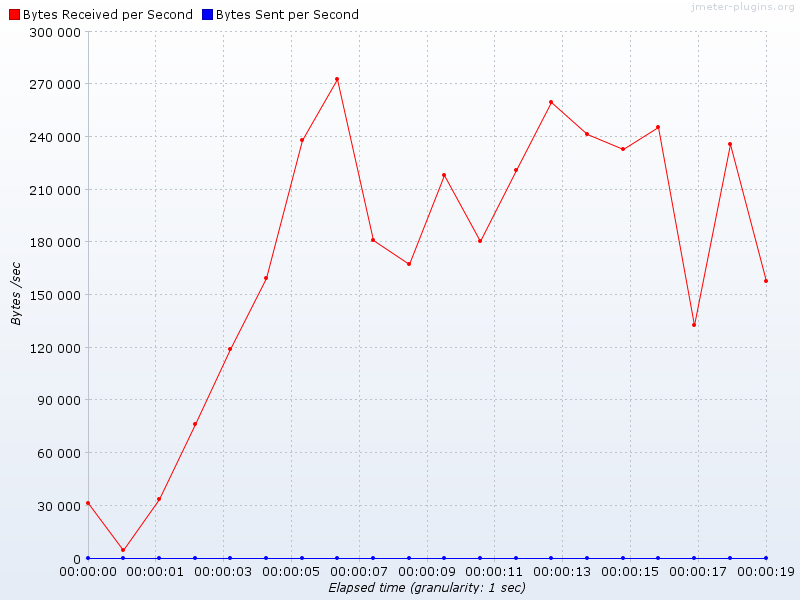 jmeter-plugins.org
Bytes Received per Second Bytes Sent per Second
300 000
270 000
240 000
210 000
180 000
150 000
120 000
90 000
60 000
30 000
0
Bytes /sec
00:00:00 00:00:01 00:00:03 00:00:05 00:00:07 00:00:09 00:00:11 00:00:13 00:00:15 00:00:17 00:00:19
Elapsed time (granularity: 1 sec)